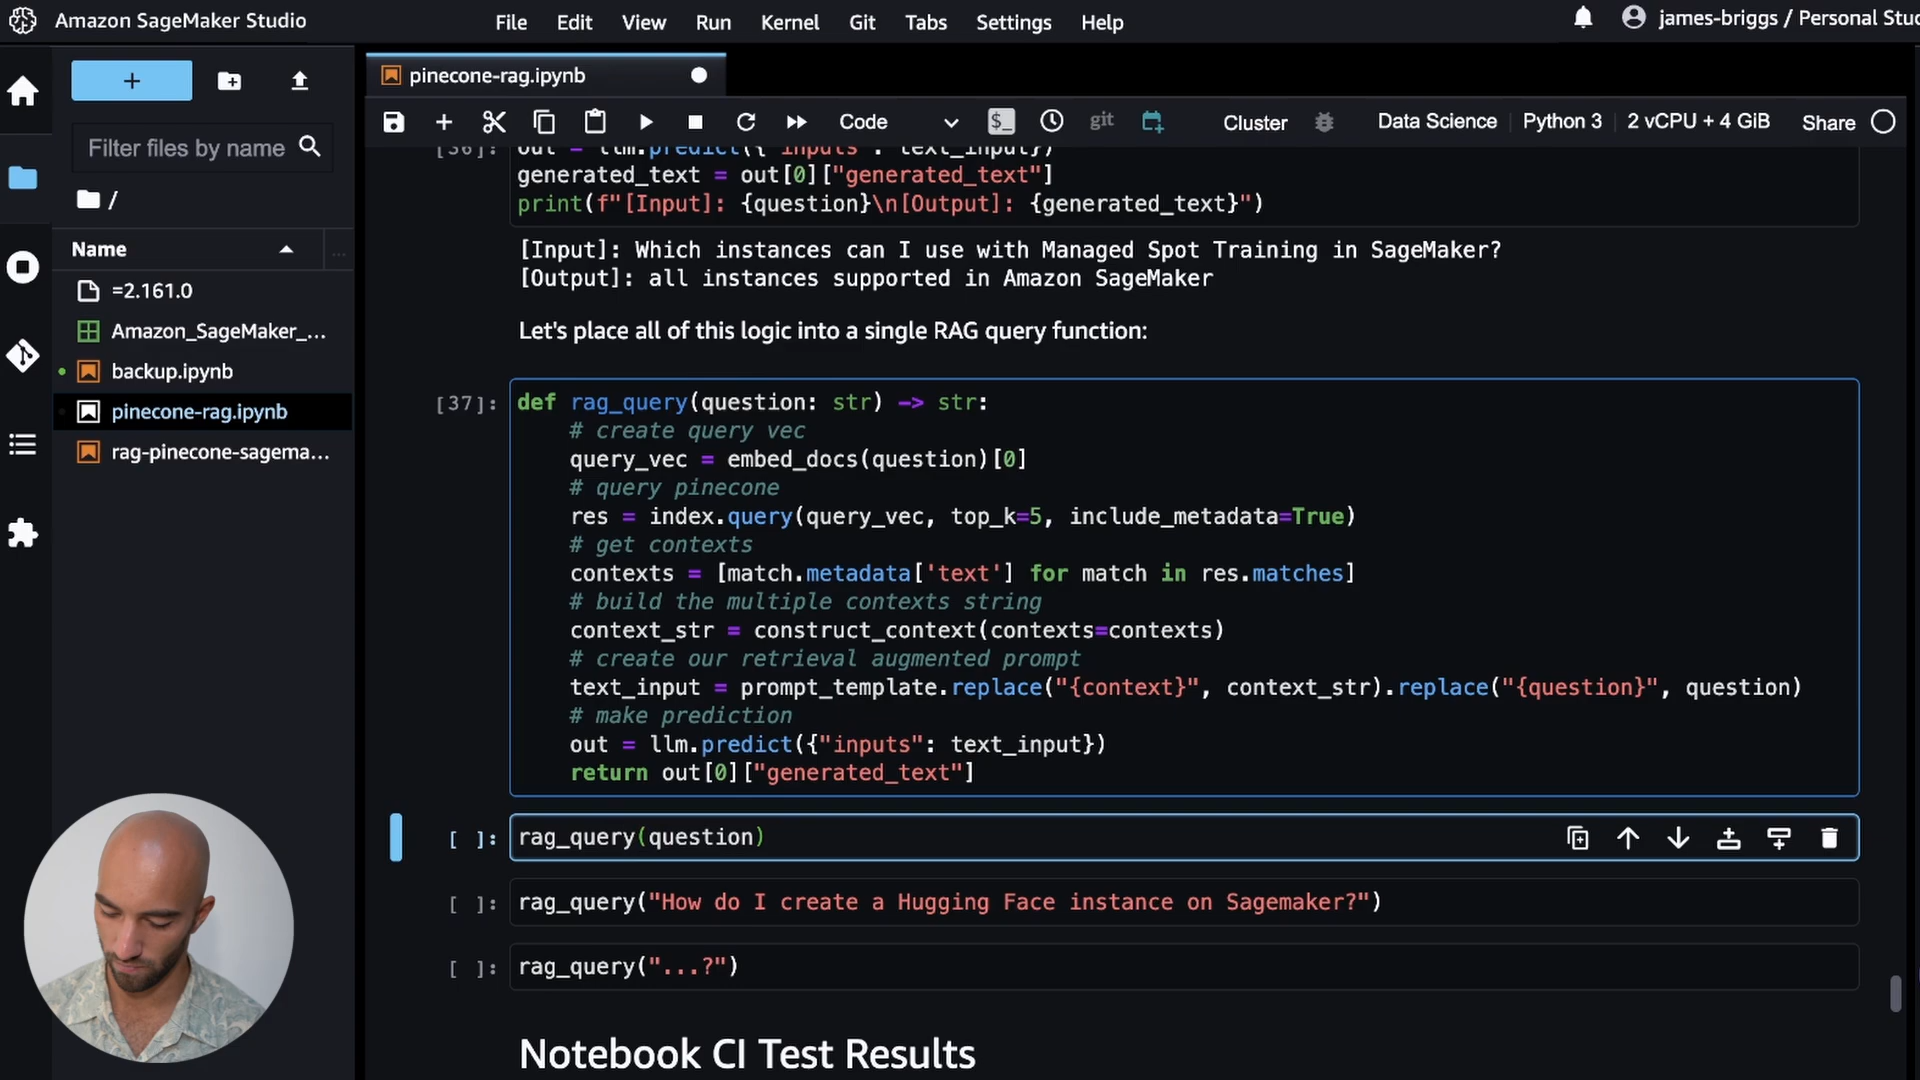 Amazon SageMaker Studio
File Edit View Run Kernel Git Tabs Settings Help
james-briggs / Personal Stu
pinecone-rag.ipynb
Code
$_
git
Cluster
Data Science
Python 3
2 vCPU + 4 GiB
Share
+
Filter files by name
/
Name
...
=2.161.0
Amazon_SageMaker_...
backup.ipynb
pinecone-rag.ipynb
rag-pinecone-sagema...
[36]: out = llm.predict({"inputs": text_input})
generated_text = out[0]["generated_text"]
print(f"[Input]: {question}\n[Output]: {generated_text}")
[Input]: Which instances can I use with Managed Spot Training in SageMaker?
[Output]: all instances supported in Amazon SageMaker
Let's place all of this logic into a single RAG query function:
[37]: def rag_query(question: str) -> str:
# create query vec
query_vec = embed_docs(question)[0]
# query pinecone
res = index.query(query_vec, top_k=5, include_metadata=True)
# get contexts
contexts = [match.metadata['text'] for match in res.matches]
# build the multiple contexts string
context_str = construct_context(contexts=contexts)
# create our retrieval augmented prompt
text_input = prompt_template.replace("{context}", context_str).replace("{question}", question)
# make prediction
out = llm.predict({"inputs": text_input})
return out[0]["generated_text"]
[ ]: rag_query(question)
[ ]: rag_query("How do I create a Hugging Face instance on Sagemaker?")
[ ]: rag_query("...?")
Notebook CI Test Results